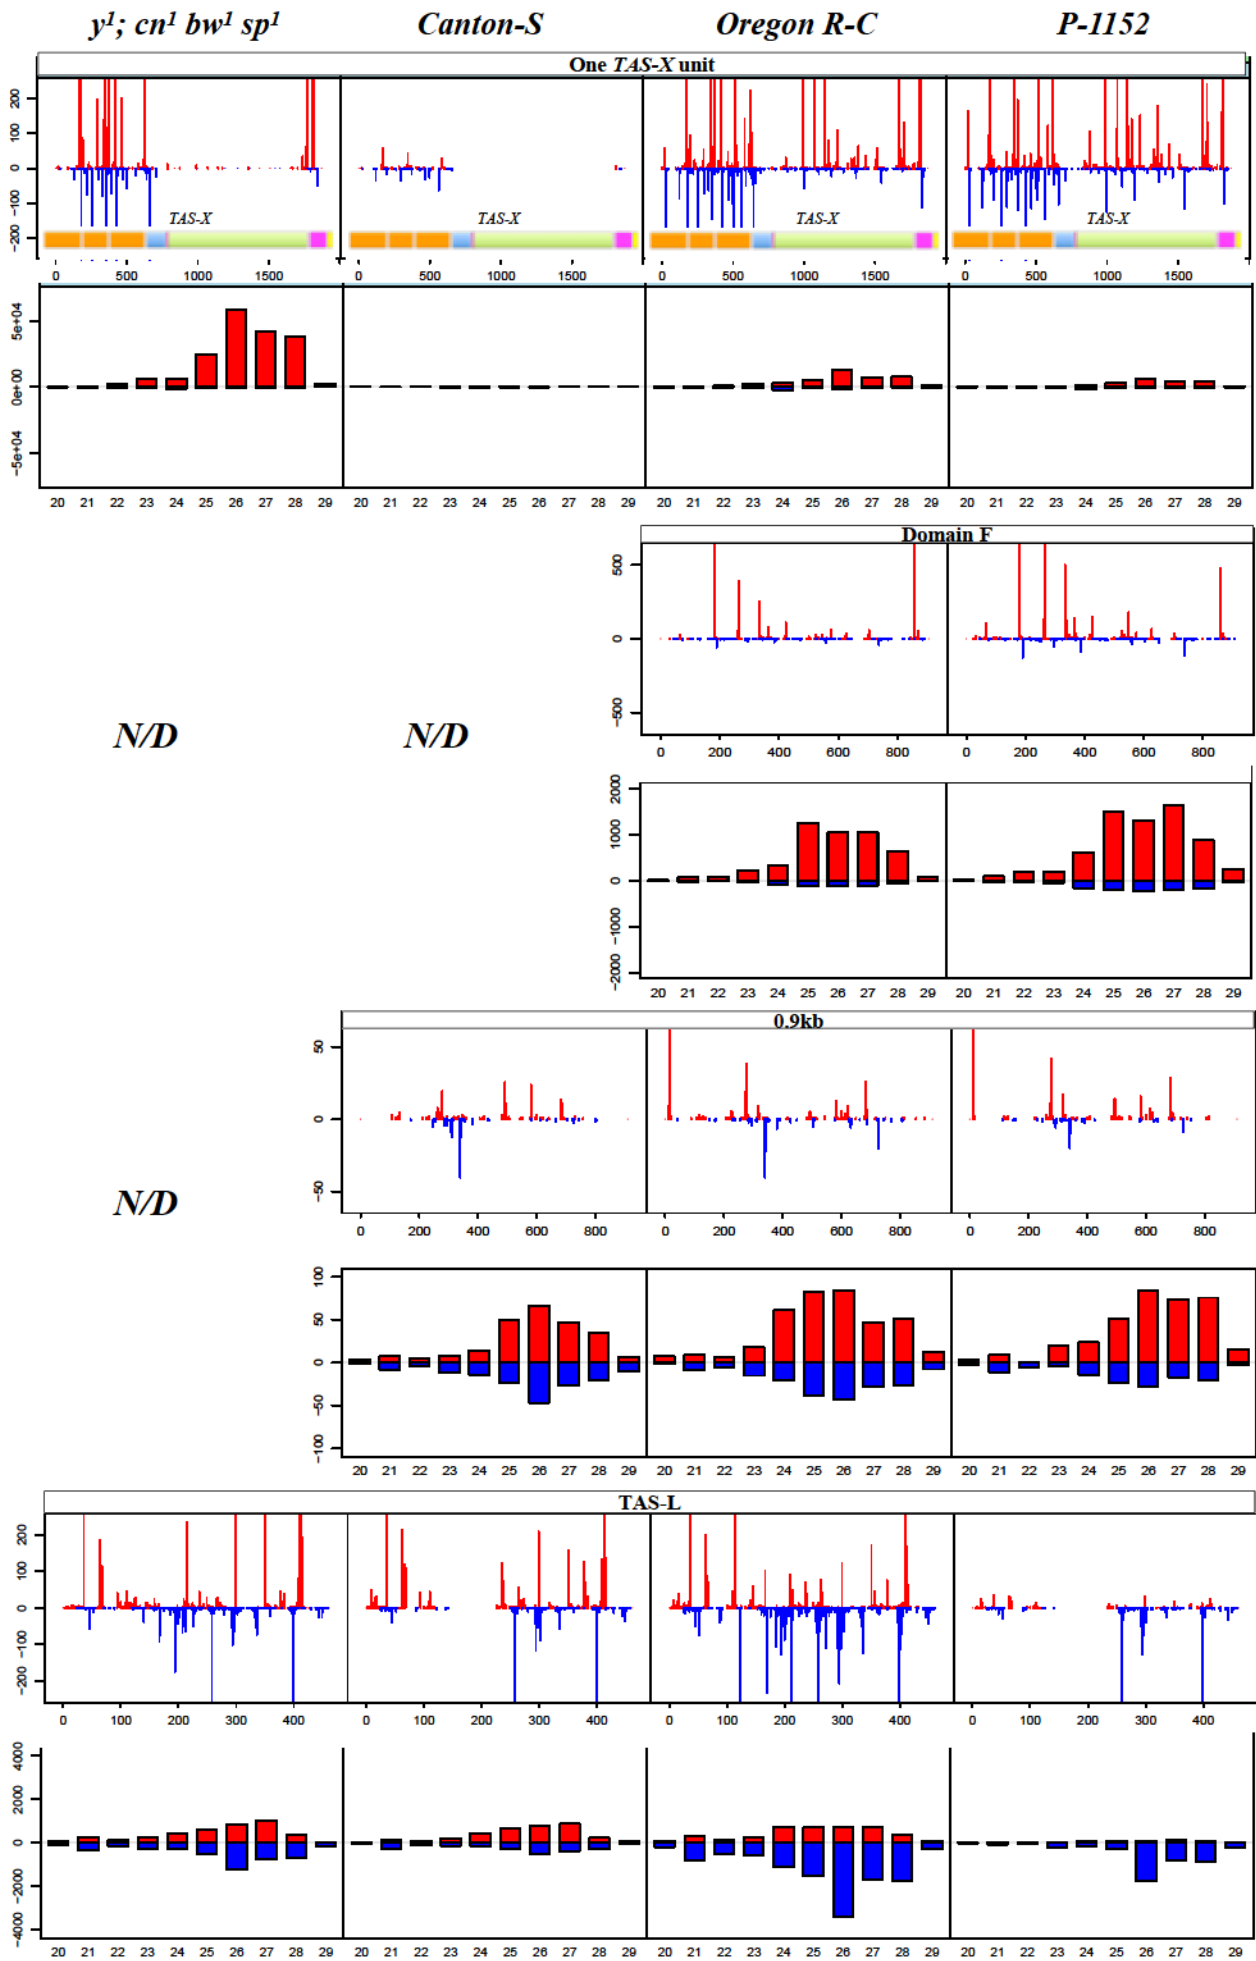 y¹; cn¹ bw¹ sp¹ Canton-S Oregon R-C P-1152
One TAS-X unit
200
100
0
-100
-200
TAS-X TAS-X TAS-X TAS-X
0 500 1000 1500 0 500 1000 1500 0 500 1000 1500 0 500 1000 1500
5e+04
0e+00
-5e+04
20 21 22 23 24 25 26 27 28 29 20 21 22 23 24 25 26 27 28 29 20 21 22 23 24 25 26 27 28 29 20 21 22 23 24 25 26 27 28 29
Domain F
500
0
-500
N/D N/D
0 200 400 600 800 0 200 400 600 800
2000
1000
0
-1000
-2000
20 21 22 23 24 25 26 27 28 29 20 21 22 23 24 25 26 27 28 29
0.9kb
50
0
-50
N/D
0 200 400 600 800 0 200 400 600 800 0 200 400 600 800
100
50
0
-50
-100
20 21 22 23 24 25 26 27 28 29 20 21 22 23 24 25 26 27 28 29 20 21 22 23 24 25 26 27 28 29
TAS-L
200
100
0
-100
-200
0 100 200 300 400 0 100 200 300 400 0 100 200 300 400 0 100 200 300 400
4000
2000
0
-2000
-4000
20 21 22 23 24 25 26 27 28 29 20 21 22 23 24 25 26 27 28 29 20 21 22 23 24 25 26 27 28 29 20 21 22 23 24 25 26 27 28 29